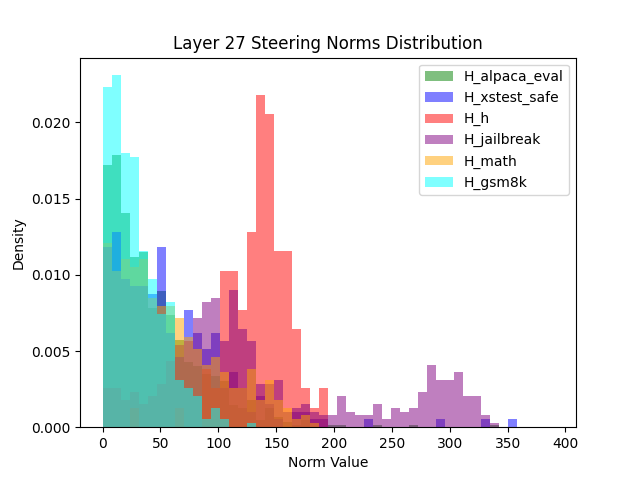 Layer 27 Steering Norms Distribution
H_alpaca_eval
H_xstest_safe
H_h
H_jailbreak
H_math
H_gsm8k
0.020
0.015
0.010
0.005
0.000
Density
0 50 100 150 200 250 300 350 400
Norm Value